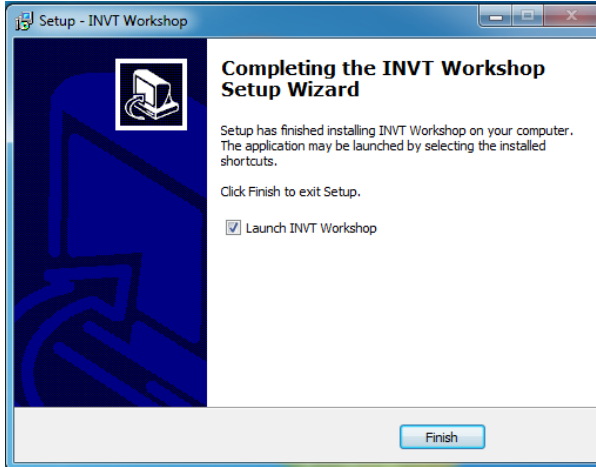 Setup - INVT Workshop
Completing the INVT Workshop
Setup Wizard
Setup has finished installing INVT Workshop on your computer.
The application may be launched by selecting the installed
shortcuts.
Click Finish to exit Setup.
Launch INVT Workshop
Finish